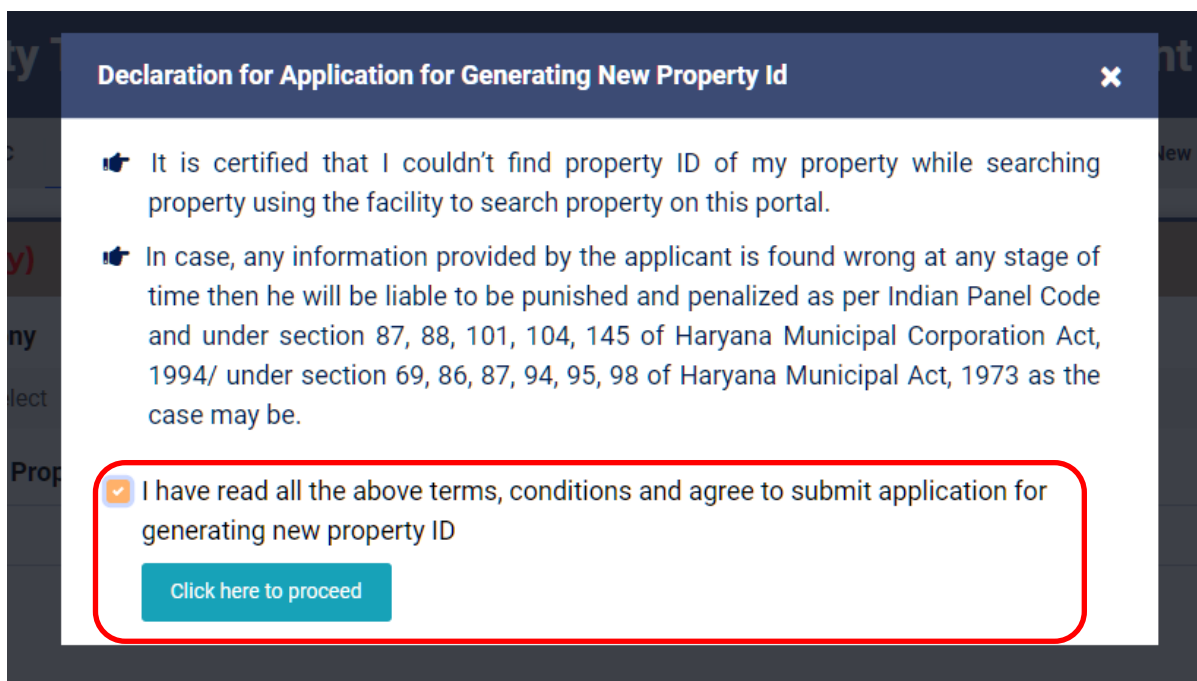 ty T
nt
Declaration for Application for Generating New Property Id
New
It is certified that I couldn't find property ID of my property while searching
property using the facility to search property on this portal.
y)
In case, any information provided by the applicant is found wrong at any stage of
time then he will be liable to be punished and penalized as per Indian Panel Code
ny
and under section 87, 88, 101, 104, 145 of Haryana Municipal Corporation Act,
1994/ under section 69, 86, 87, 94, 95, 98 of Haryana Municipal Act, 1973 as the
elect
case may be.
Prop
I have read all the above terms, conditions and agree to submit application for
generating new property ID
Click here to proceed